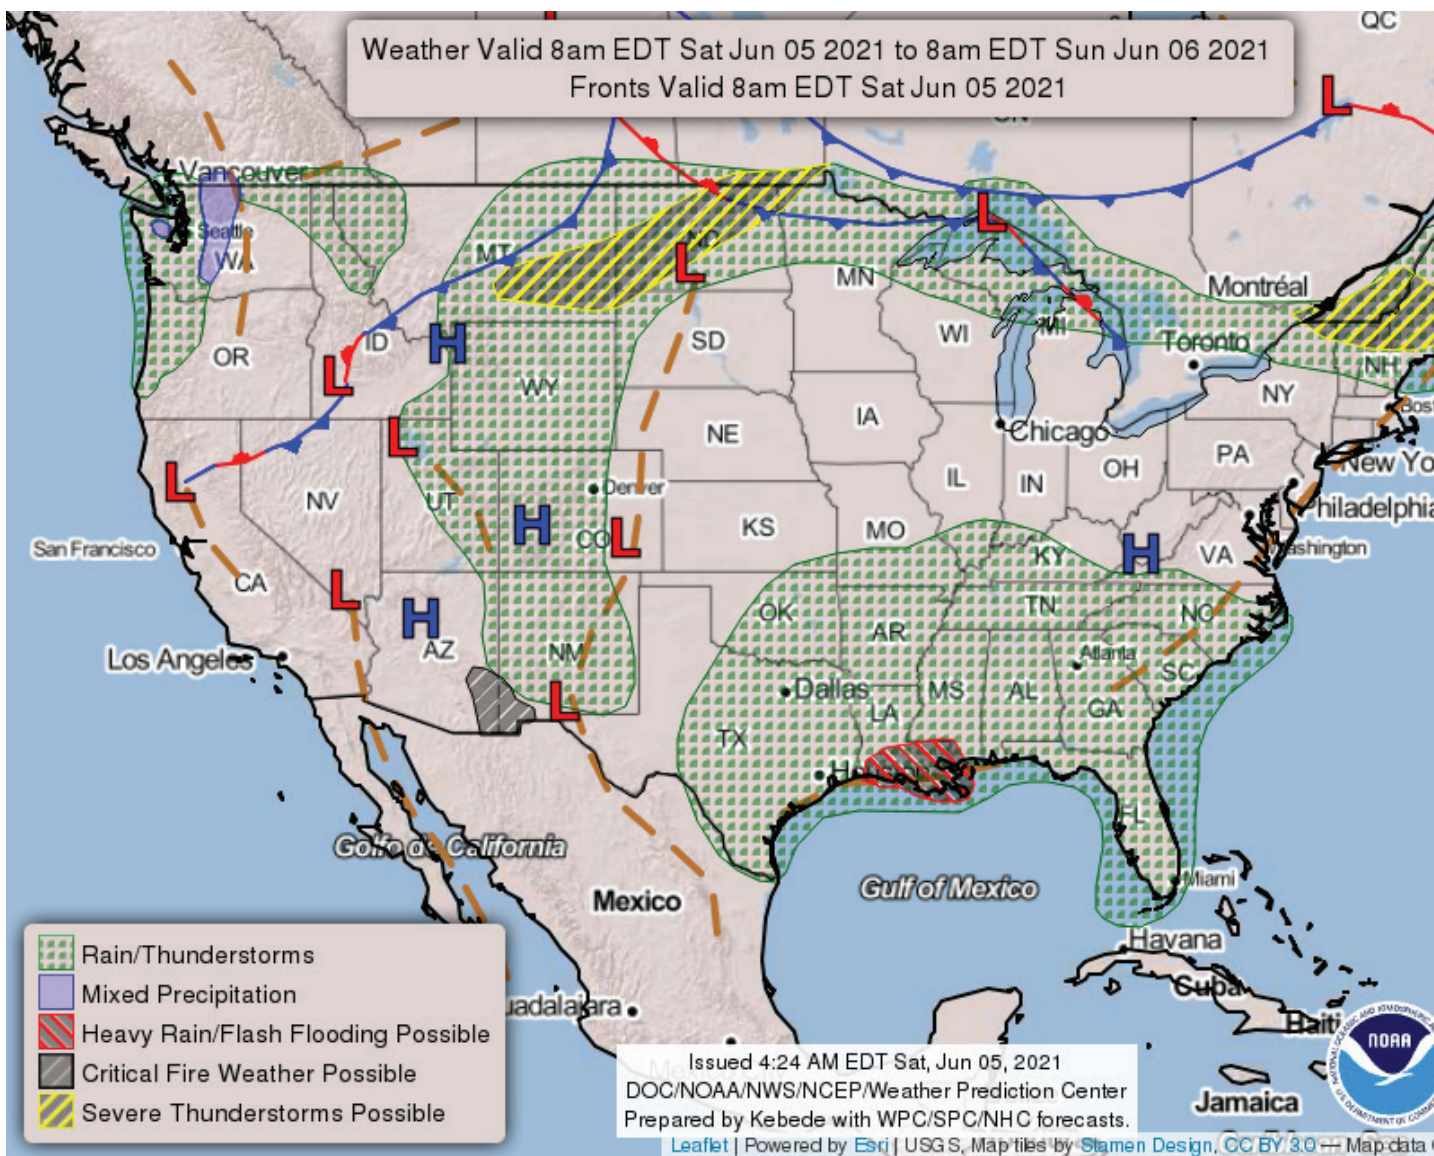 QC
Weather Valid 8am EDT Sat Jun 05 2021 to 8am EDT Sun Jun 06 2021
Fronts Valid 8am EDT Sat Jun 05 2021
L
ON
Vancouver
Seattle
WA
MT
ND
L
L
MN
Montréal
OR
ID
H
SD
WI
MI
Toronto
NH
L
WY
NY
Bost
L
NE
IA
Chicago
PA
New Yo
L
NV
UT
Denver
IL
IN
OH
Philadelphia
San Francisco
H
CO
L
KS
MO
KY
H
VA
Washington
CA
L
H
AZ
NM
OK
AR
TN
NC
Los Angeles
L
Dallas
LA
MS
AL
Atlanta
GA
SC
TX
Houston
FL
Golfo de California
Gulf of Mexico
Miami
Mexico
Havana
Cuba
Haiti
Jamaica
uadalajara
Mexico City
Rain/Thunderstorms
Mixed Precipitation
Heavy Rain/Flash Flooding Possible
Critical Fire Weather Possible
Severe Thunderstorms Possible
Issued 4:24 AM EDT Sat, Jun 05, 2021
DOC/NOAA/NWS/NCEP/Weather Prediction Center
Prepared by Kebede with WPC/SPC/NHC forecasts.
NOAA
Leaflet | Powered by Esri | USGS, Map tiles by Stamen Design, CC BY 3.0 — Map data